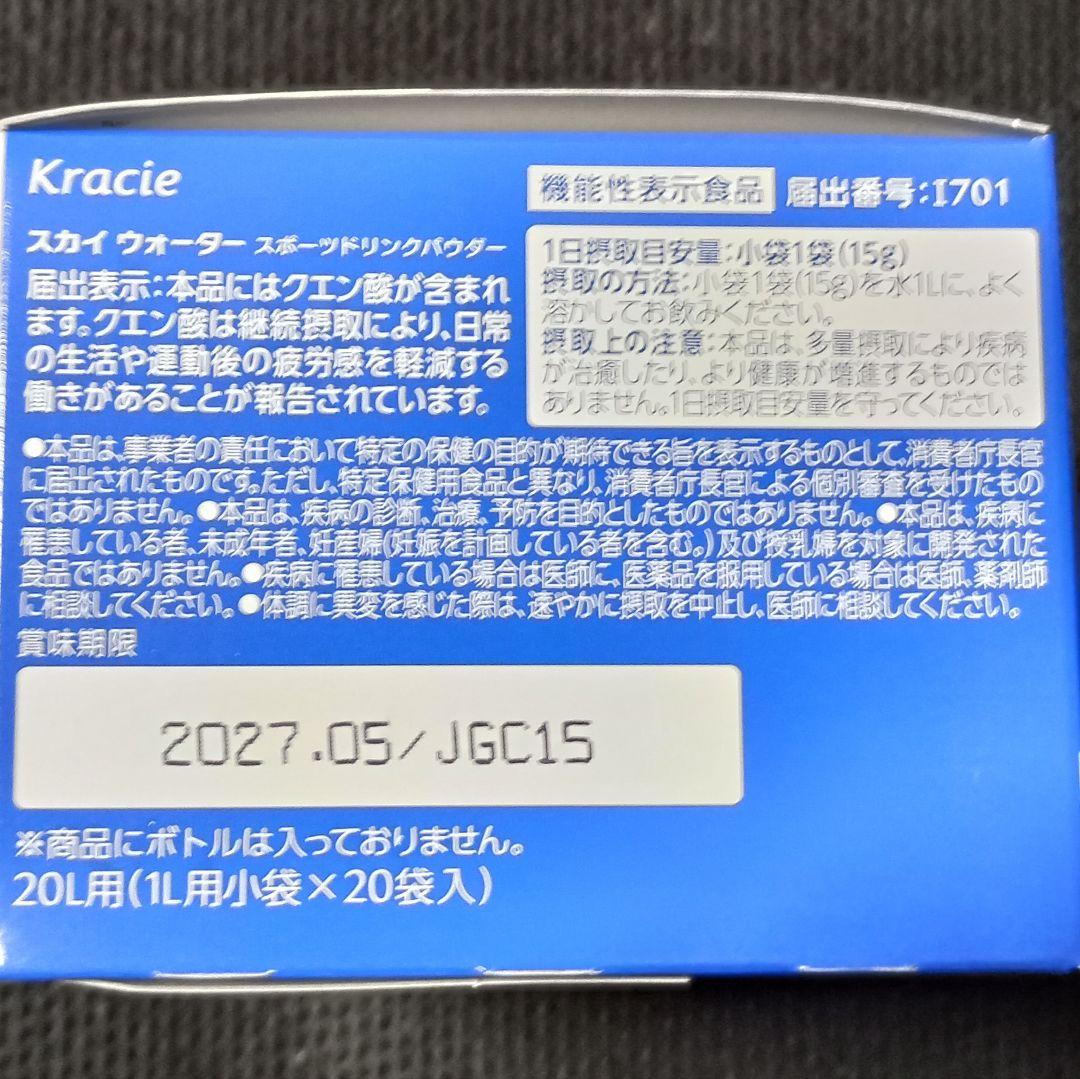 Kracie
機能性表示食品 届出番号:I701
スカイ ウォーター スポーツドリンクパウダー
届出表示:本品にはクエン酸が含まれ
ます。クエン酸は継続摂取により、日常
の生活や運動後の疲労感を軽減する
働きがあることが報告されています。
1日摂取目安量:小袋1袋(15g)
摂取の方法:小袋1袋(15g)を水1Lに、よく
溶かしてお飲みください。
摂取上の注意:本品は、多量摂取により疾病
が治癒したり、より健康が増進するものでは
ありません。1日摂取目安量を守ってください。
●本品は、事業者の責任において特定の保健の目的が期待できる旨を表示するものとして、消費者庁長官
に届出されたものです。ただし、特定保健用食品と異なり、消費者庁長官による個別審査を受けたもの
ではありません。●本品は、疾病の診断、治療、予防を目的としたものではありません。●本品は、疾病に
罹患している者、未成年者、妊産婦(妊娠を計画している者を含む。)及び授乳婦を対象に開発された
食品ではありません。●疾病に罹患している場合は医師に、医薬品を服用している場合は医師、薬剤師
に相談してください。●体調に異変を感じた際は、速やかに摂取を中止し、医師に相談してください。
賞味期限
2027.05/JGC15
※商品にボトルは入っておりません。
20L用(1L用小袋×20袋入)